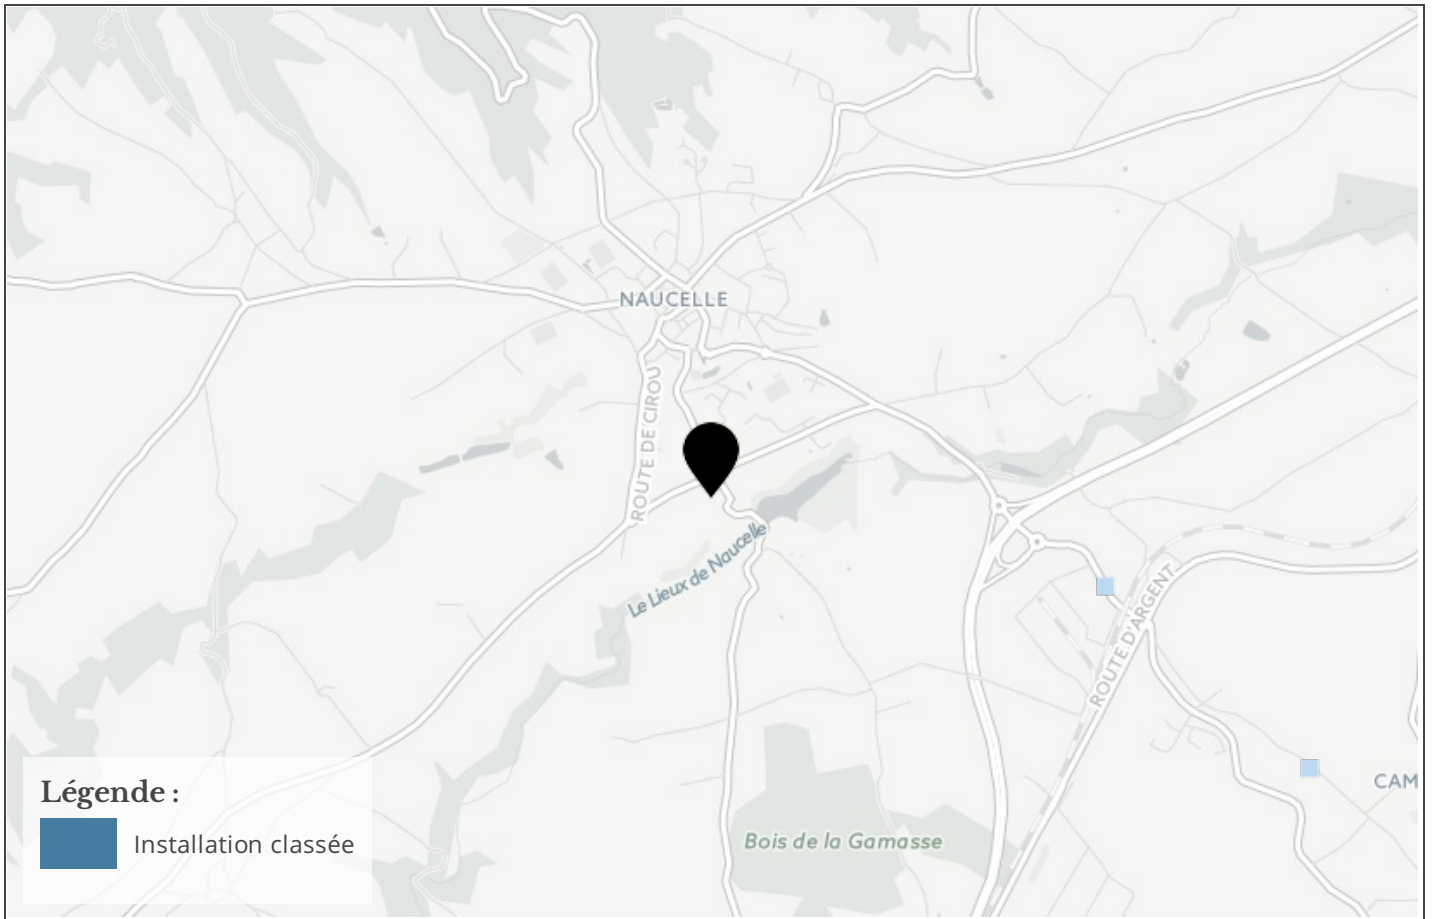 NAUCELLE
ROUTE DE CIROU
Le Lieux de Naucelle
ROUTE D'ARGENT
CAM
Bois de la Gamasse
Légende :
Installation classée